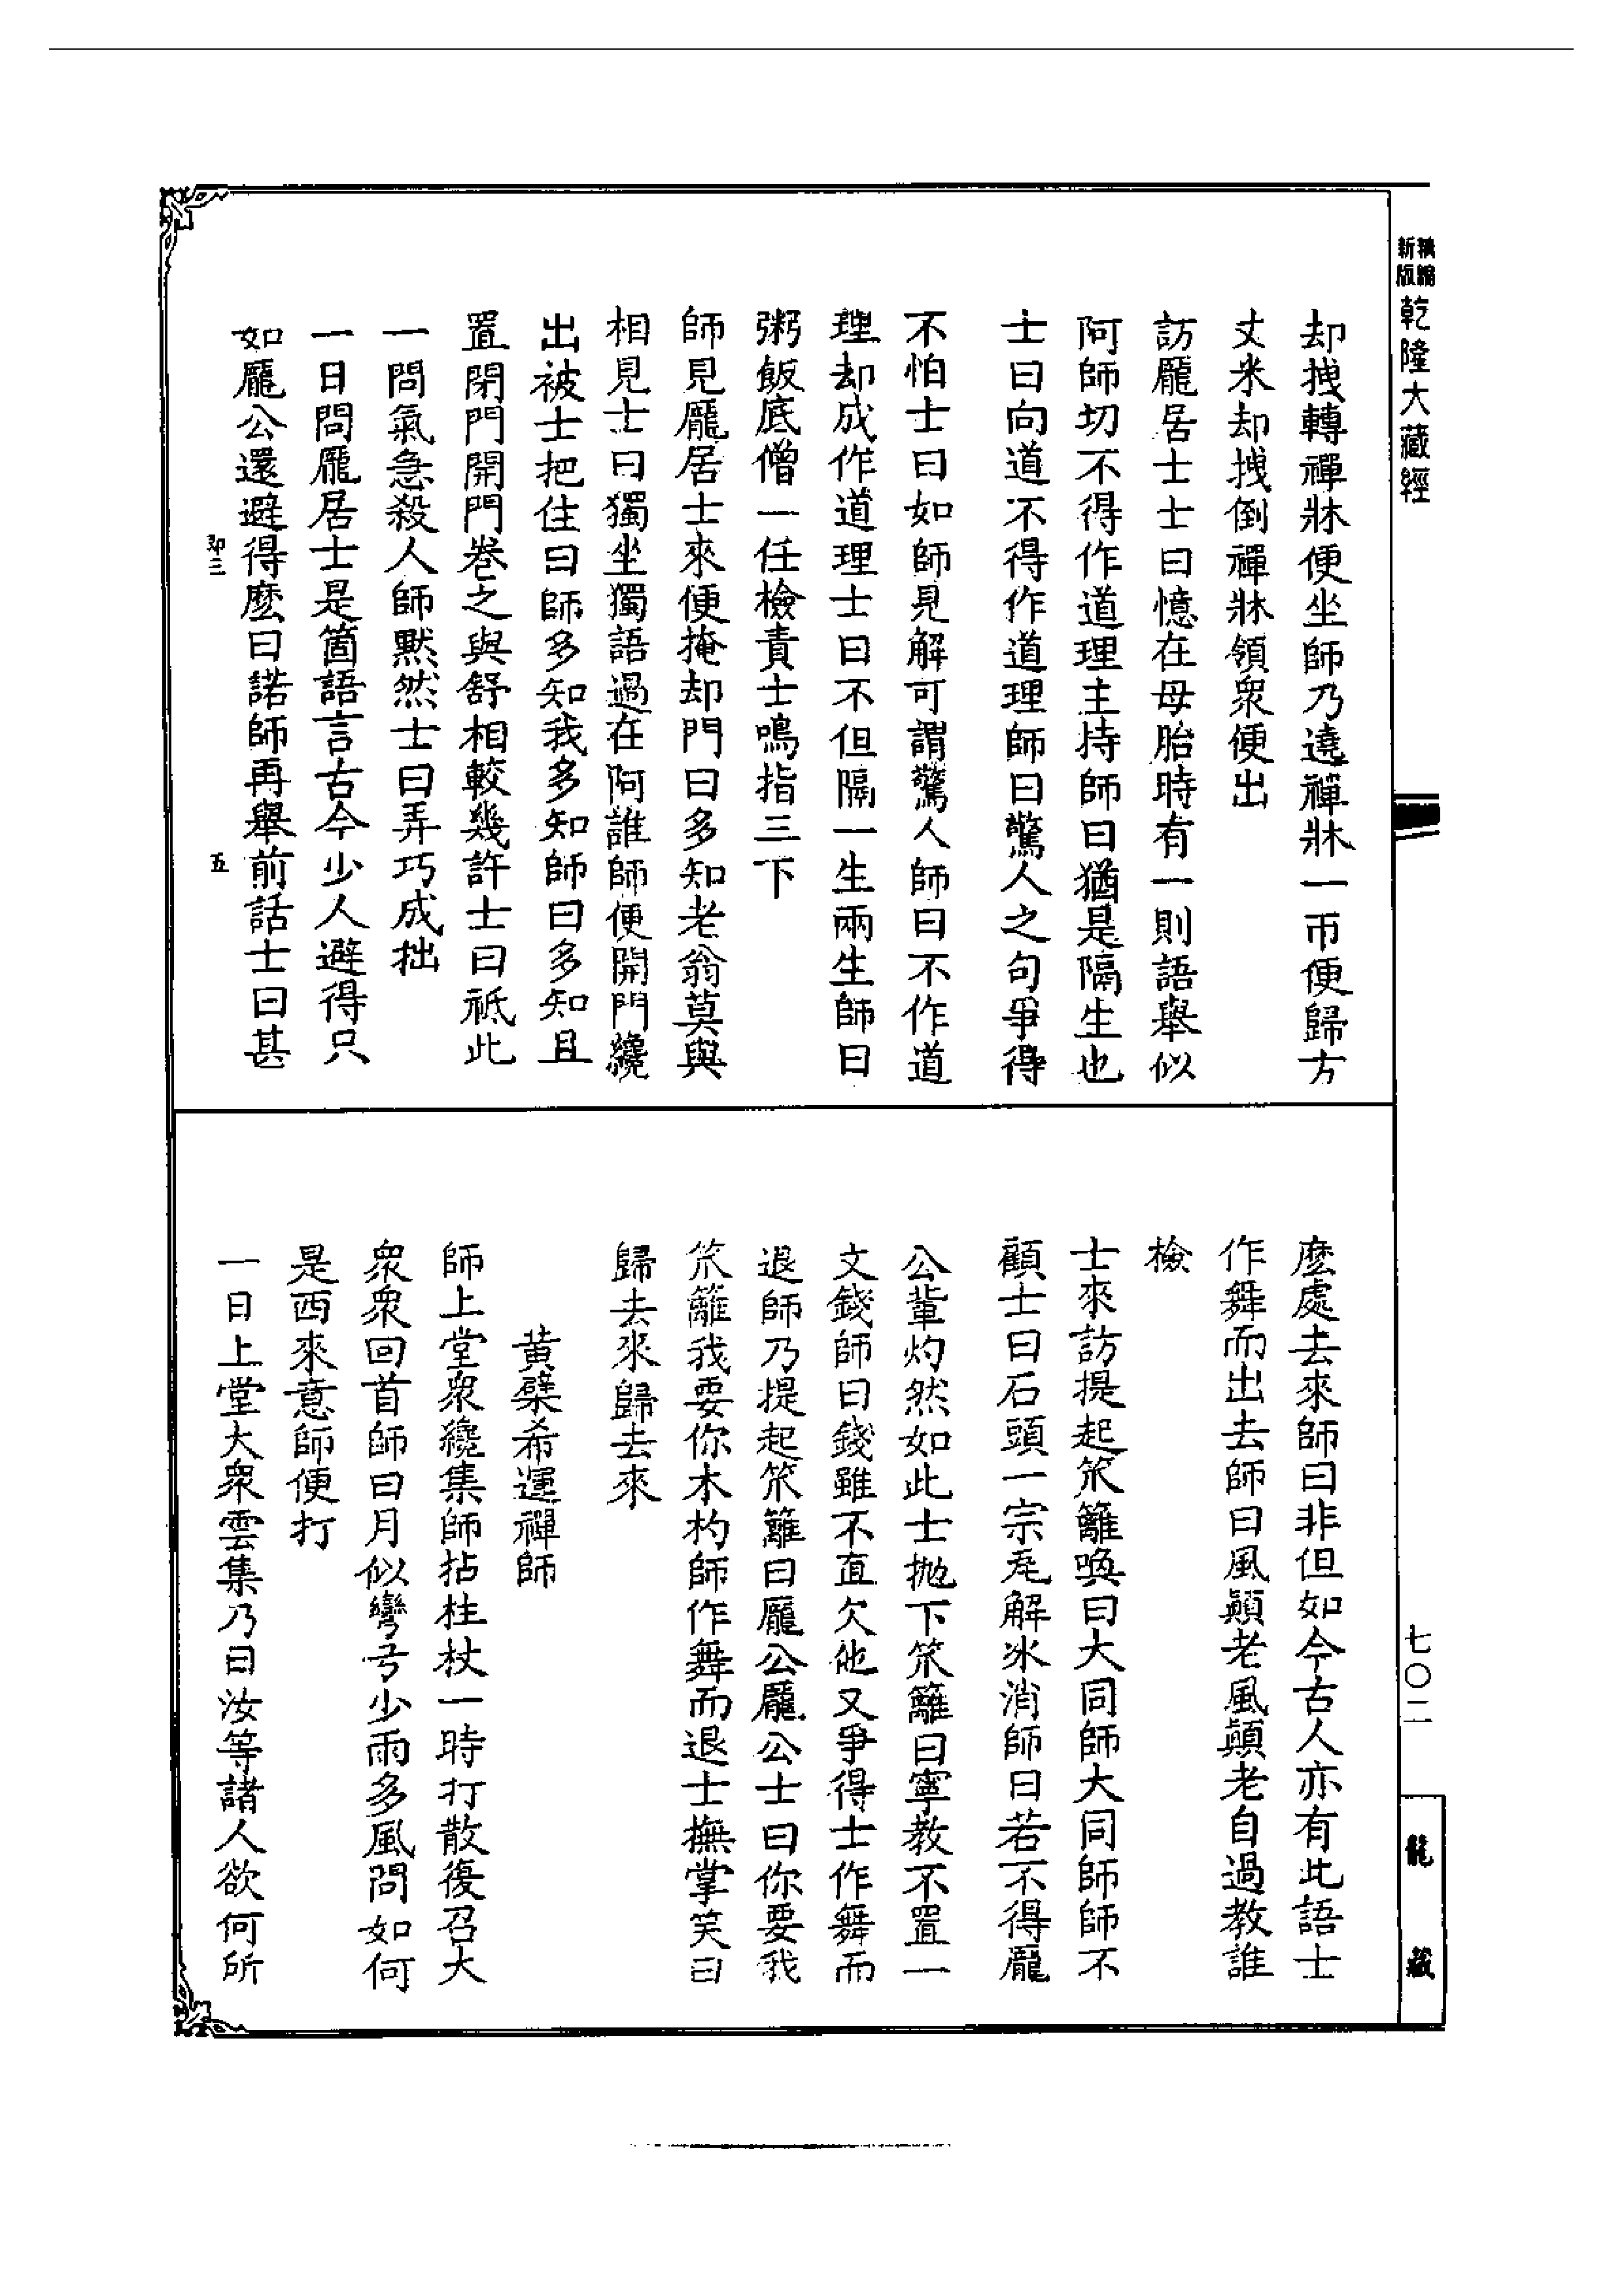 精縮新版乾隆大藏經
却拽轉禪牀便坐師乃遶禪牀一帀便歸方
丈米却拽倒禪牀領衆便出
訪龐居士士曰憶在母胎時有一則語舉似
阿師切不得作道理主持師曰猶是隔生也
士曰向道不得作道理師曰驚人之句爭得
不怕士曰如師見解可謂驚人師曰不作道
理却成作道理士曰不但隔一生兩生師曰
粥飯底僧一任檢責士鳴指三下
師見龐居士來便掩却門曰多知老翁莫與
相見士曰獨坐獨語過在阿誰師便開門纔
出被士把住曰師多知我多知師曰多知且
置閉門開門卷之與舒相較幾許士曰祇此
一問氣急殺人師默然士曰弄巧成拙
一日問龐居士是箇語言古今少人避得只
如龐公還避得麽曰諾師再舉前話士曰甚
五
麽處去來師曰非但如今古人亦有此語士
作舞而出去師曰風顛老風顛老自過教誰
檢
士來訪提起笊籬喚曰大同師大同師師不
顧士曰石頭一宗瓦解氷消師曰若不得龐
公輩灼然如此士拋下笊籬曰寧教不置一
文錢師曰錢雖不直欠他又爭得士作舞而
退師乃提起笊籬曰龐公龐公士曰你要我
笊籬我要你木杓師作舞而退士撫掌笑曰
歸去來歸去來
黃檗希運禪師
師上堂衆纔集師拈柱杖一時打散復召大
衆衆回首師曰月似彎弓少雨多風問如何
是西來意師便打
一日上堂大衆雲集乃曰汝等諸人欲何所
七〇二
龍藏